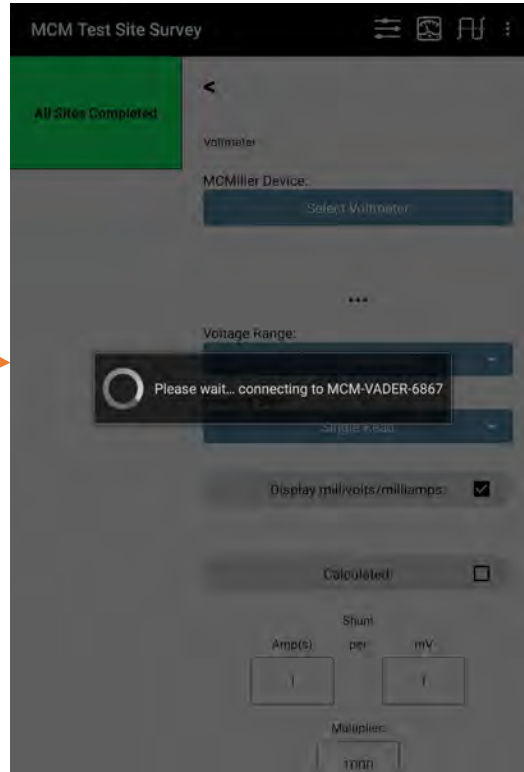 MCM Test Site Survey
All Sites Completed
<
Voltmeter
MCMiller Device:
Select Voltmeter
...
Voltage Range:
Please wait... connecting to MCM-VADER-6867
Single Read
Display millivolts/milliamps:
Calculated:
Shunt
Amp(s) per mV
1 1
Multiplier:
1000